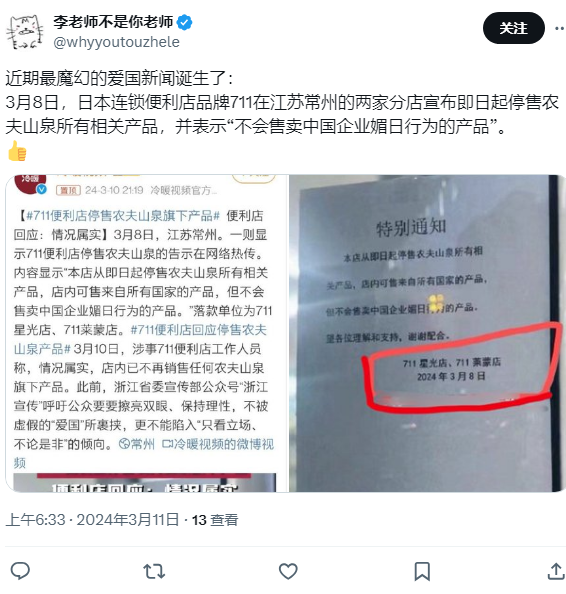 李老师不是你老师
@whyyoutouzhele
关注
近期最魔幻的爱国新闻诞生了：
3月8日，日本连锁便利店品牌711在江苏常州的两家分店宣布即日起停售农
夫山泉所有相关产品，并表示“不会售卖中国企业媚日行为的产品”。
冷暖
置顶 24-3-10 21:19 冷暖视频官方...
【#711便利店停售农夫山泉旗下产品# 便利店
回应：情况属实】3月8日，江苏常州。一则显
示711便利店停售农夫山泉的告示在网络热传。
内容显示“本店从即日起停售农夫山泉所有相关
产品，店内可售来自所有国家的产品，但不会
售卖中国企业媚日行为的产品。”落款单位为711
星光店、711莱蒙店。#711便利店回应停售农夫
山泉产品# 3月10日，涉事711便利店工作人员
称，情况属实，店内已不再销售任何农夫山泉
旗下产品。此前，浙江省委宣传部公众号“浙江
宣传”呼吁公众要要擦亮双眼、保持理性，不被
虚假的“爱国”所裹挟，更不能陷入“只看立场、
不论是非”的倾向。常州 冷暖视频的微博视
频
便利店回应：情况属实
特别通知
本店从即日起停售农夫山泉所有相
关产品，店内可售来自所有国家的产品，
但不会售卖中国企业媚日行为的产品。
望各位理解和支持，谢谢配合。
711 星光店、711 莱蒙店
2024 年 3 月 8 日
上午6:33 · 2024年3月11日 · 13 查看